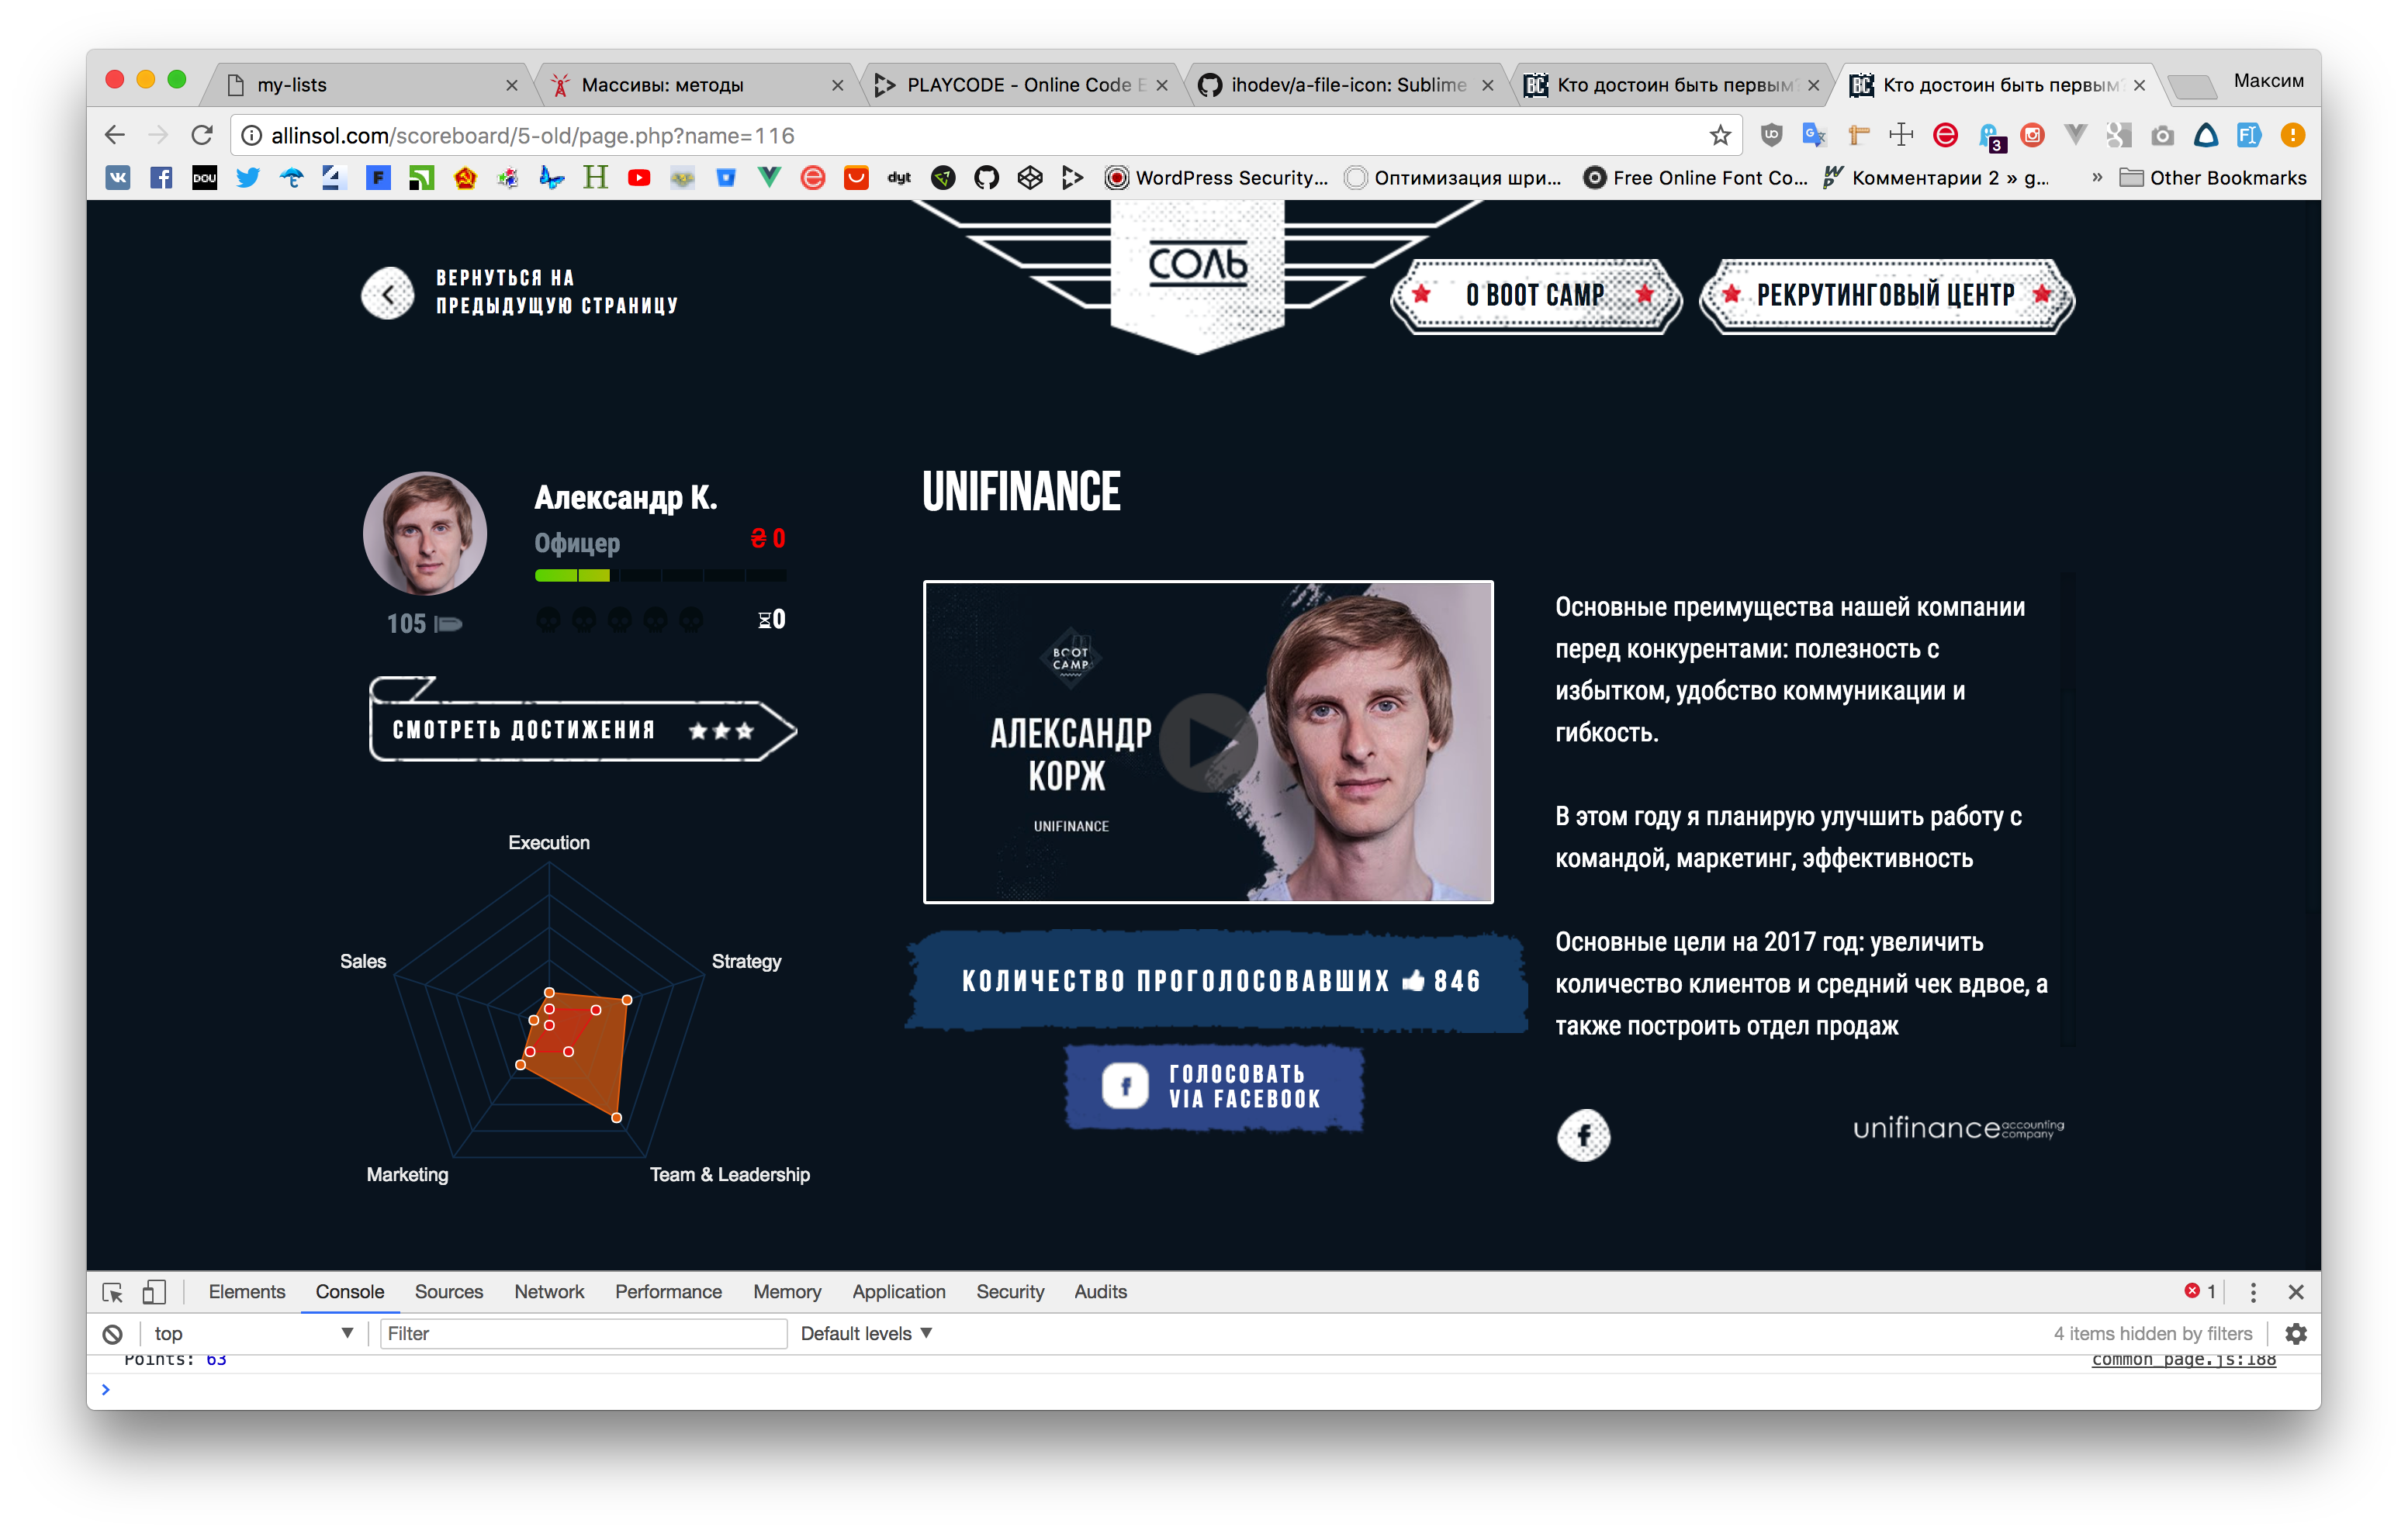 my-lists
Массивы: методы
PLAYCODE - Online Code E
ihodev/a-file-icon: Sublime
Кто достоин быть первым?
Кто достоин быть первым?
Максим
allinsol.com/scoreboard/5-old/page.php?name=116
3
DOU
dyt
WordPress Security...
Оптимизация шри...
Free Online Font Co...
Комментарии 2 » g...
» Other Bookmarks
ВЕРНУТЬСЯ НА
ПРЕДЫДУЩУЮ СТРАНИЦУ
СОЛЬ
О BOOT CAMP
РЕКРУТИНГОВЫЙ ЦЕНТР
Александр К.
Офицер
₴ 0
105
0
СМОТРЕТЬ ДОСТИЖЕНИЯ
Execution
Sales
Strategy
Marketing
Team & Leadership
UNIFINANCE
BOOT
CAMP
АЛЕКСАНДР
КОРЖ
UNIFINANCE
КОЛИЧЕСТВО ПРОГОЛОСОВАВШИХ 846
ГОЛОСОВАТЬ
VIA FACEBOOK
Основные преимущества нашей компании
перед конкурентами: полезность с
избытком, удобство коммуникации и
гибкость.
В этом году я планирую улучшить работу с
командой, маркетинг, эффективность
Основные цели на 2017 год: увеличить
количество клиентов и средний чек вдвое, а
также построить отдел продаж
unifinance accounting
company
Elements Console Sources Network Performance Memory Application Security Audits
1
top
Filter
Default levels
4 items hidden by filters
Points: 63
common_page.js:188